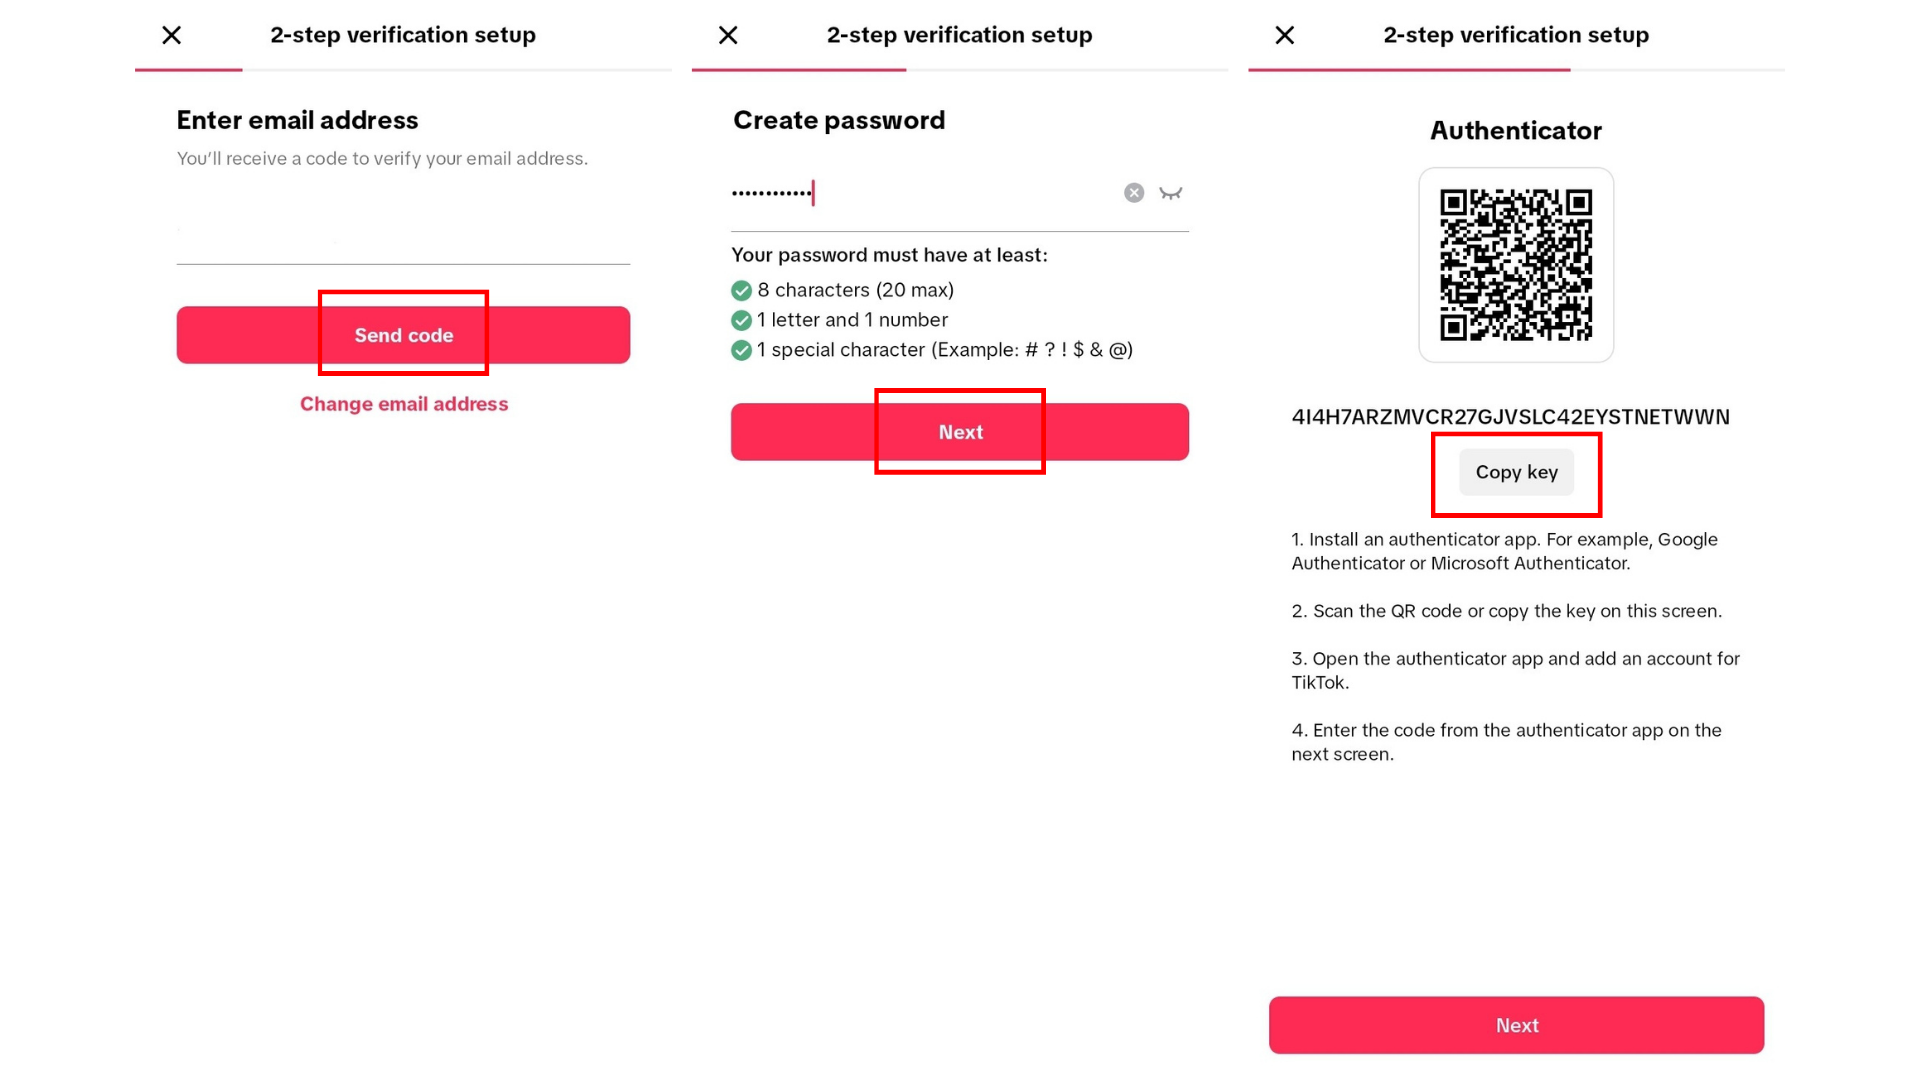 2-step verification setup
Enter email address
You'll receive a code to verify your email address.
Send code
Change email address
2-step verification setup
Create password
Your password must have at least:
8 characters (20 max)
1 letter and 1 number
1 special character (Example: # ? ! $ & @)
Next
2-step verification setup
Authenticator
4I4H7ARZMVCR27GJVSLC42EYSTNETWWN
Copy key
1. Install an authenticator app. For example, Google
Authenticator or Microsoft Authenticator.
2. Scan the QR code or copy the key on this screen.
3. Open the authenticator app and add an account for
TikTok.
4. Enter the code from the authenticator app on the
next screen.
Next